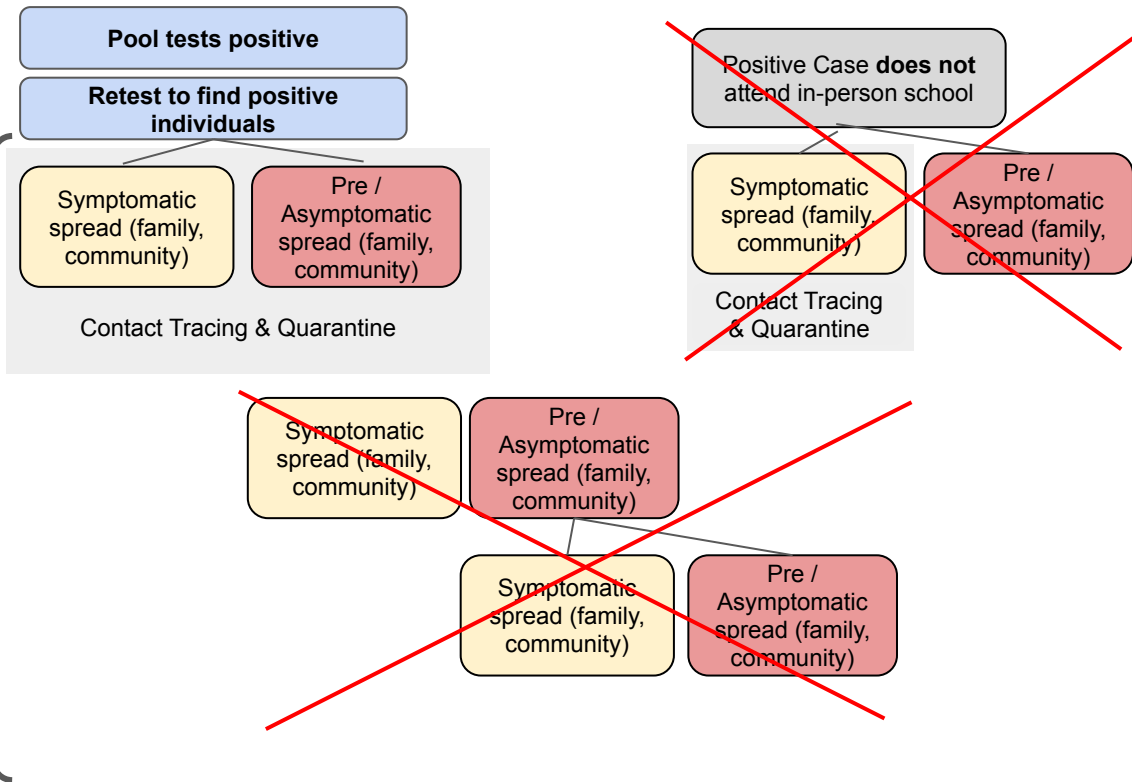 Pool tests positive
Retest to find positive
individuals
Symptomatic
spread (family,
community)
Pre /
Asymptomatic
spread (family,
community)
Contact Tracing & Quarantine
Positive Case does not
attend in-person school
Symptomatic
spread (family,
community)
Pre /
Asymptomatic
spread (family,
community)
Contact Tracing
& Quarantine
Symptomatic
spread (family,
community)
Pre /
Asymptomatic
spread (family,
community)
Symptomatic
spread (family,
community)
Pre /
Asymptomatic
spread (family,
community)